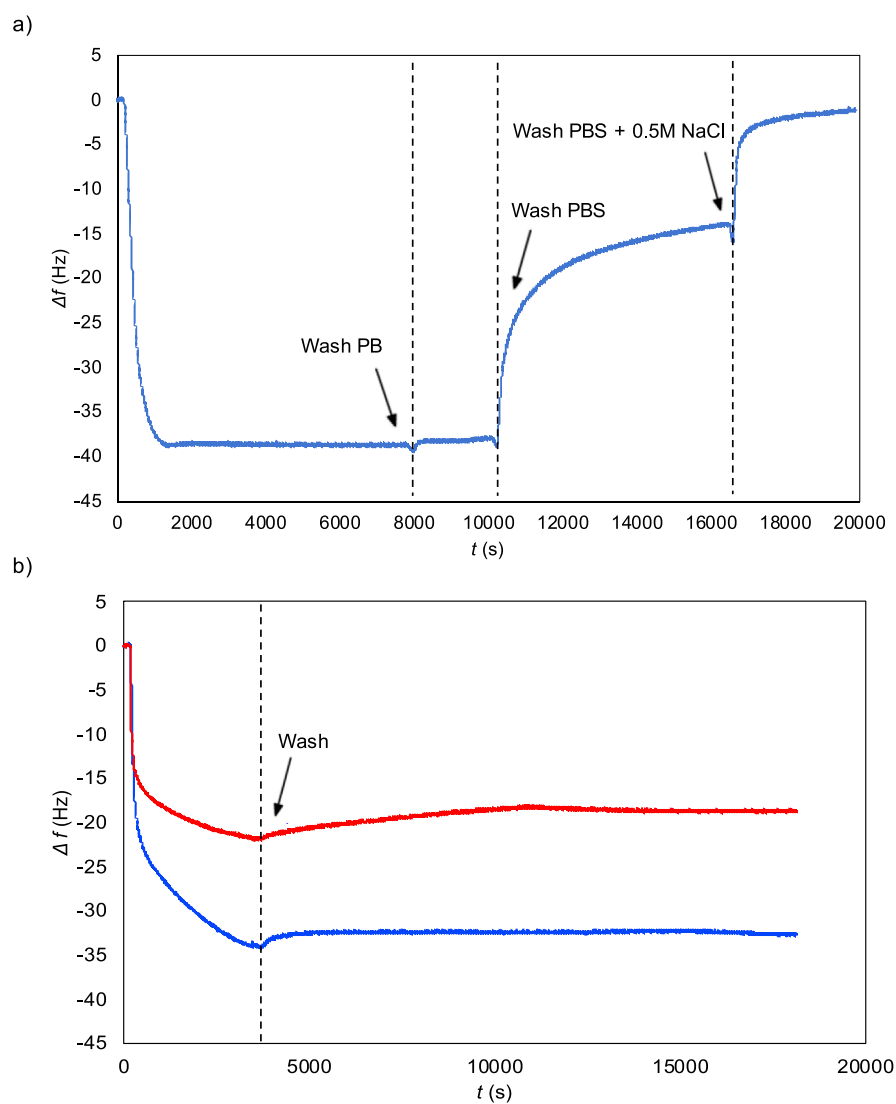 a)
5
0
-5
-10
-15
-20
-25
-30
-35
-40
-45
Δf (Hz)
Wash PBS + 0.5M NaCl
Wash PBS
Wash PB
0 2000 4000 6000 8000 10000 12000 14000 16000 18000 20000
t (s)
b)
5
0
-5
-10
-15
-20
-25
-30
-35
-40
-45
Δ f (Hz)
Wash
0 5000 10000 15000 20000
t (s)